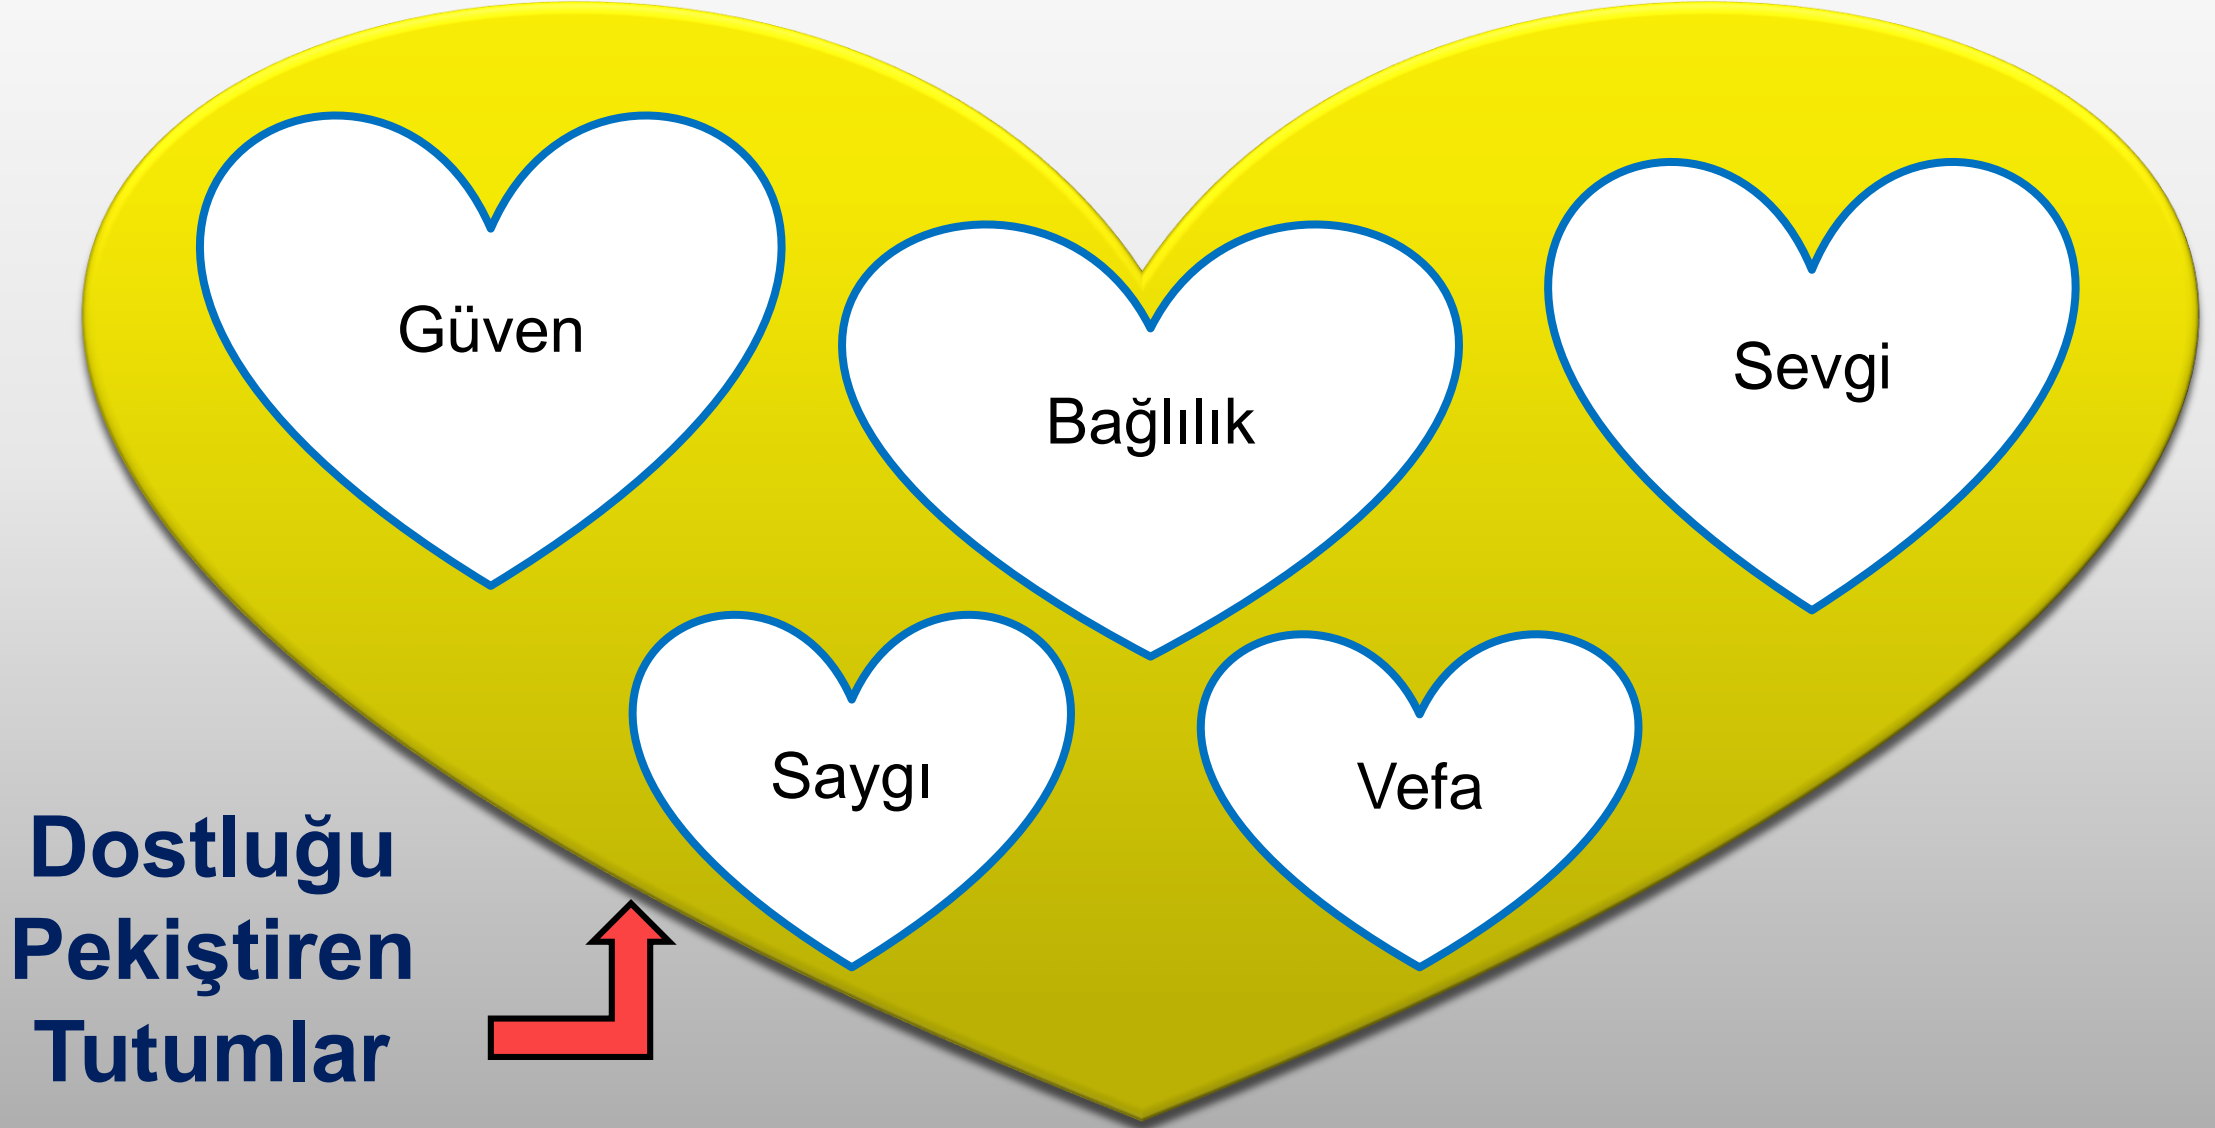 Güven
Bağlılık
Sevgi
Saygı
Vefa
Dostluğu
Pekiştiren
Tutumlar